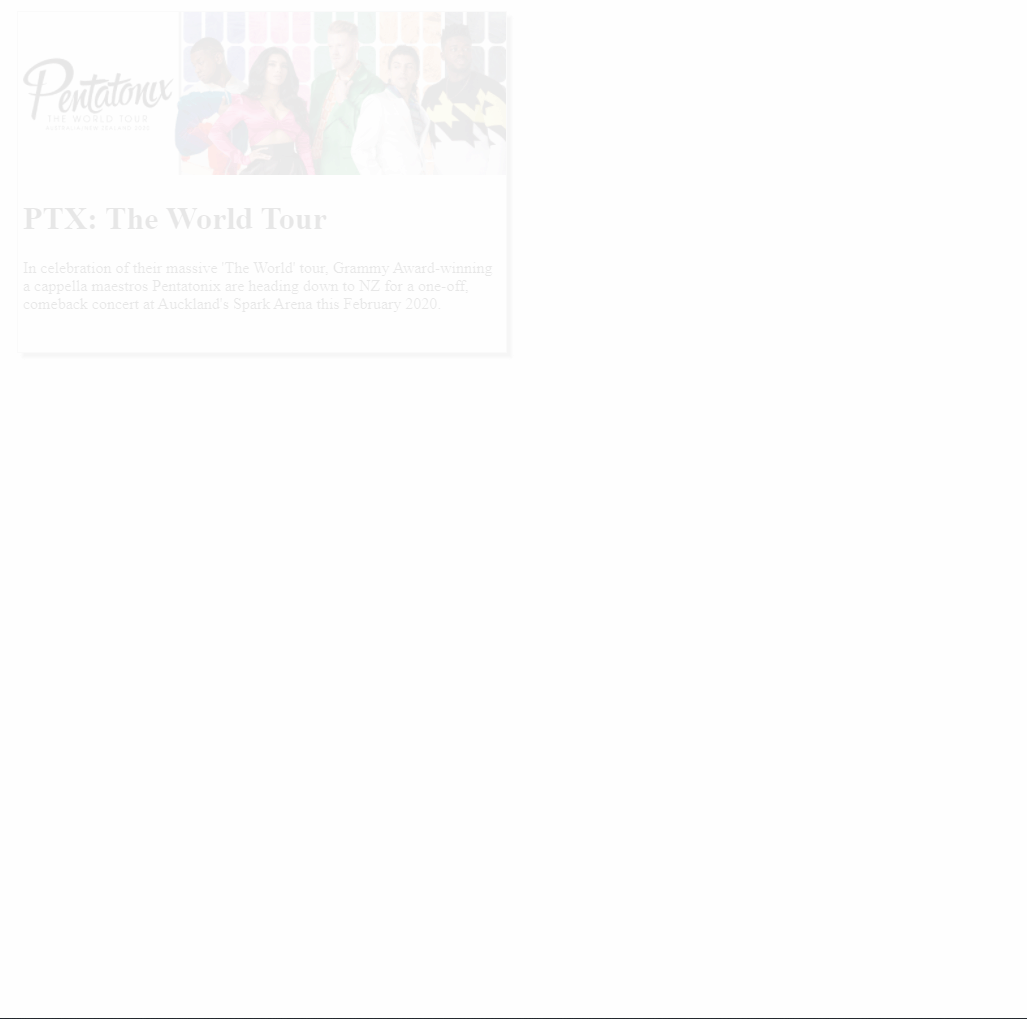 Pentatonix
THE WORLD TOUR
PTX: The World Tour
In celebration of their massive 'The World' tour, Grammy Award-winning
a cappella maestros Pentatonix are heading down to NZ for a one-off,
comeback concert at Auckland's Spark Arena this February 2020.